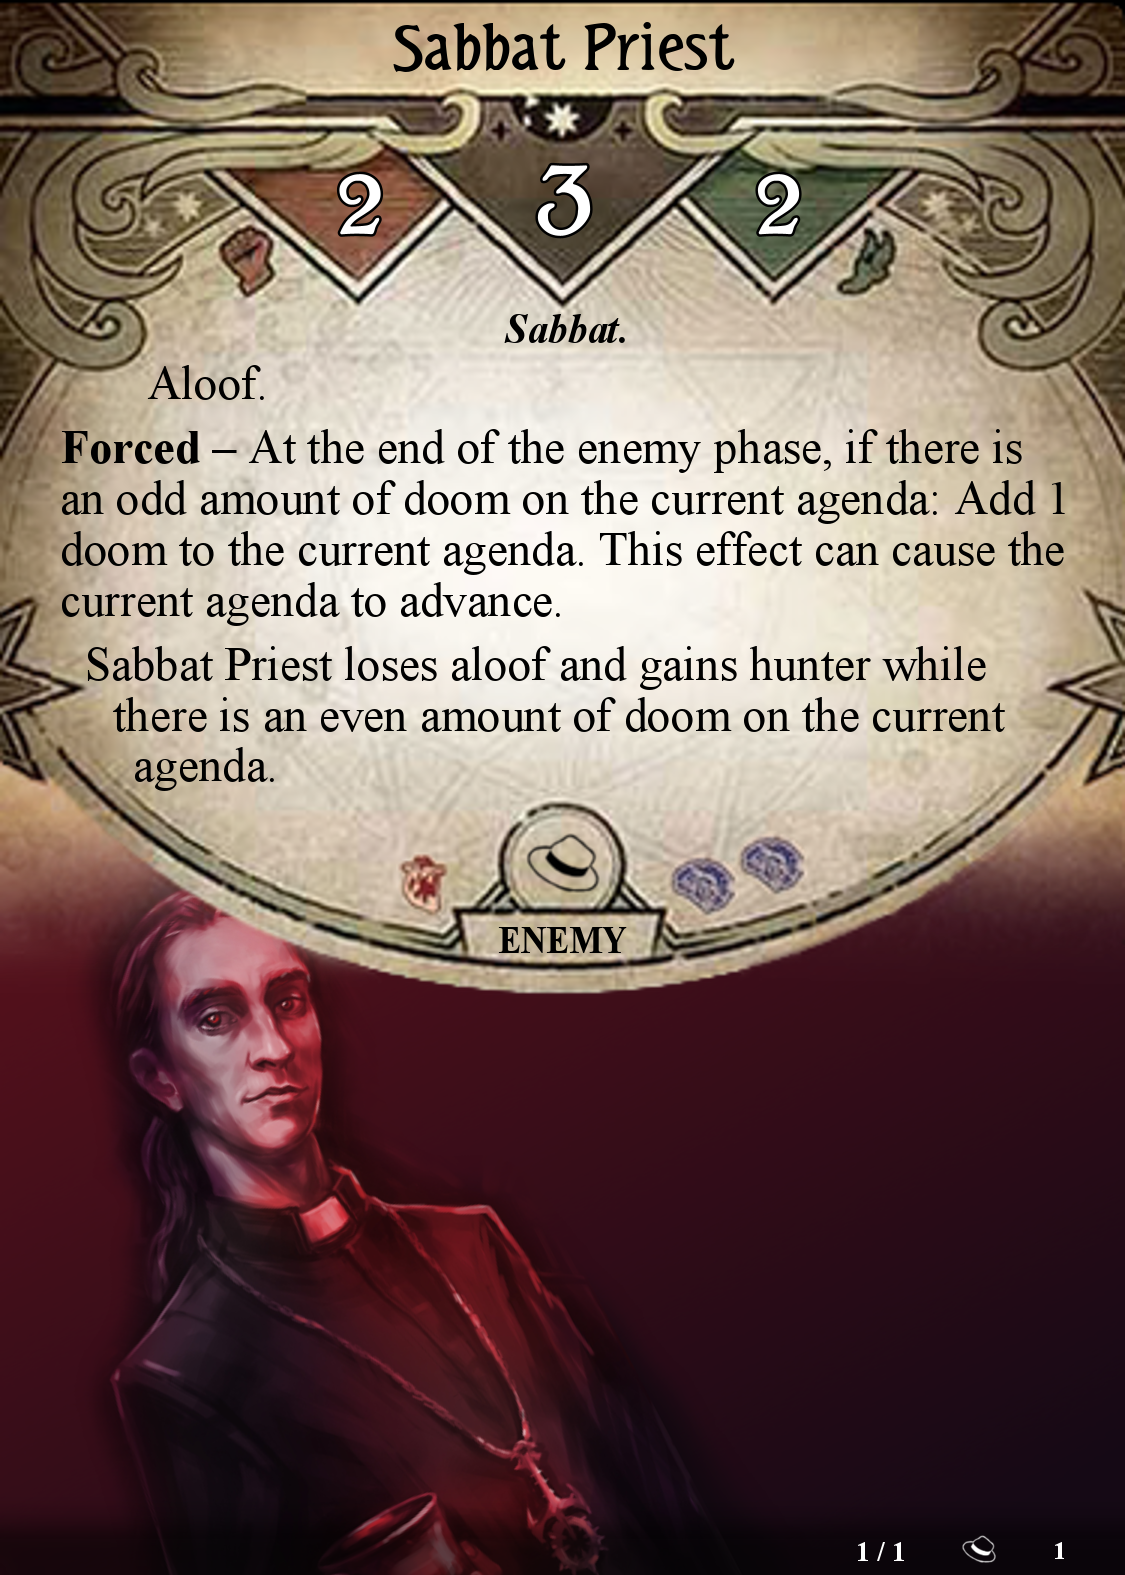 Sabbat Priest
2 3 2
Sabbat.
Aloof.
Forced – At the end of the enemy phase, if there is
an odd amount of doom on the current agenda: Add 1
doom to the current agenda. This effect can cause the
current agenda to advance.
Sabbat Priest loses aloof and gains hunter while
there is an even amount of doom on the current
agenda.
ENEMY
1 / 1 1